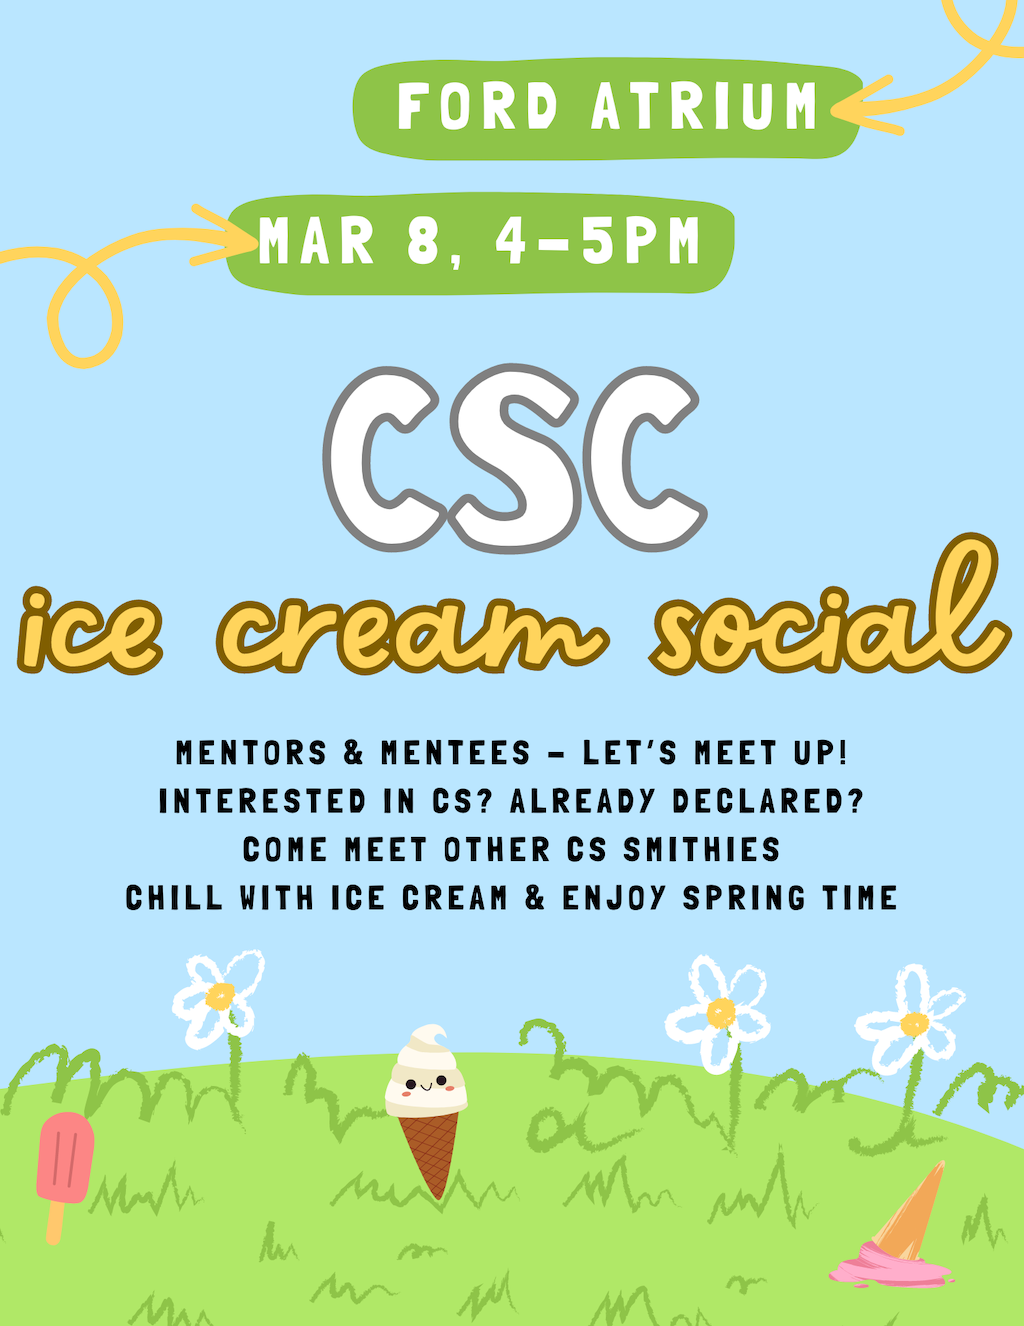 FORD ATRIUM
MAR 8, 4-5PM
CSC
ice cream social
MENTORS & MENTEES - LET'S MEET UP!
INTERESTED IN CS? ALREADY DECLARED?
COME MEET OTHER CS SMITHIES
CHILL WITH ICE CREAM & ENJOY SPRING TIME